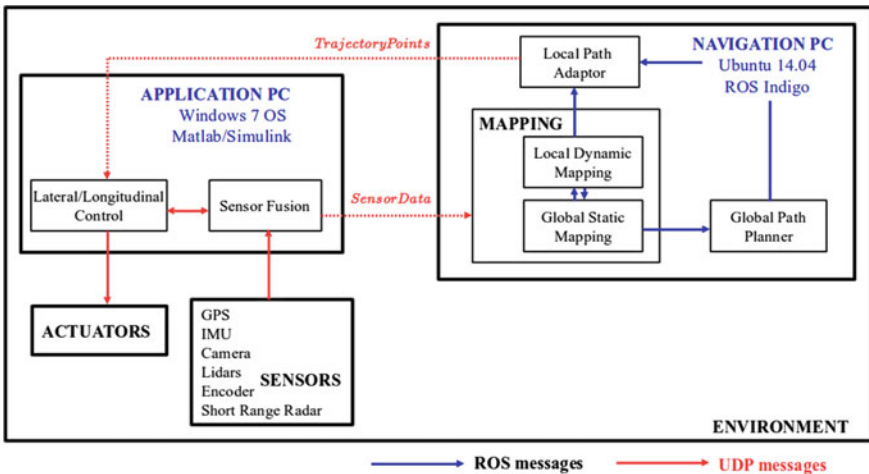 TrajectoryPoints
Local Path
Adaptor
NAVIGATION PC
Ubuntu 14.04
ROS Indigo
APPLICATION PC
Windows 7 OS
Matlab/Simulink
MAPPING
Local Dynamic
Mapping
Lateral/Longitudinal
Control
Sensor Fusion
SensorData
Global Static
Mapping
Global Path
Planner
ACTUATORS
GPS
IMU
Camera
Lidars
Encoder
Short Range Radar
SENSORS
ENVIRONMENT
ROS messages
UDP messages